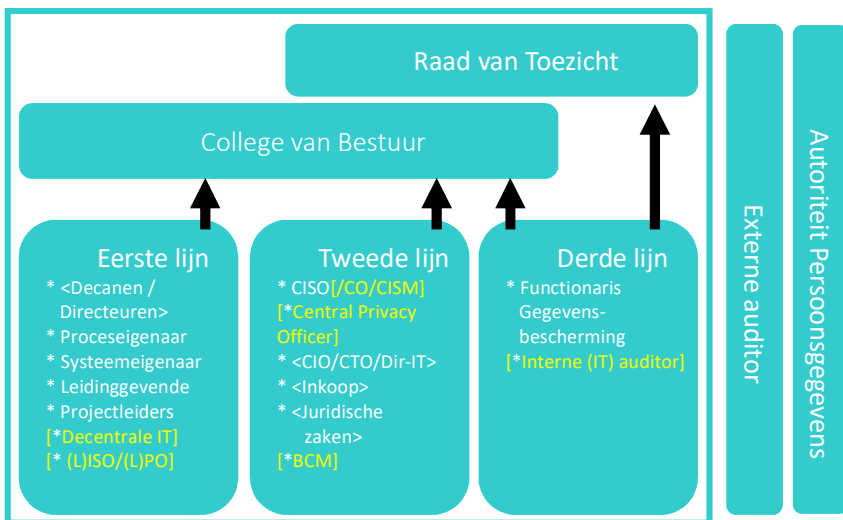 Raad van Toezicht
College van Bestuur
Eerste lijn
* <Decanen /
Directeuren>
* Proceseigenaar
* Systeemeigenaar
* Leidinggevende
* Projectleiders
[*Decentrale IT]
[* (L)ISO/(L)PO]
Tweede lijn
* CISO[/CO/CISM]
[*Central Privacy
Officer]
* <CIO/CTO/Dir-IT>
* <Inkoop>
* <Juridische
zaken>
[*BCM]
Derde lijn
* Functionaris
Gegevens-
bescherming
[*Interne (IT) auditor]
Externe auditor
Autoriteit Persoonsgegevens